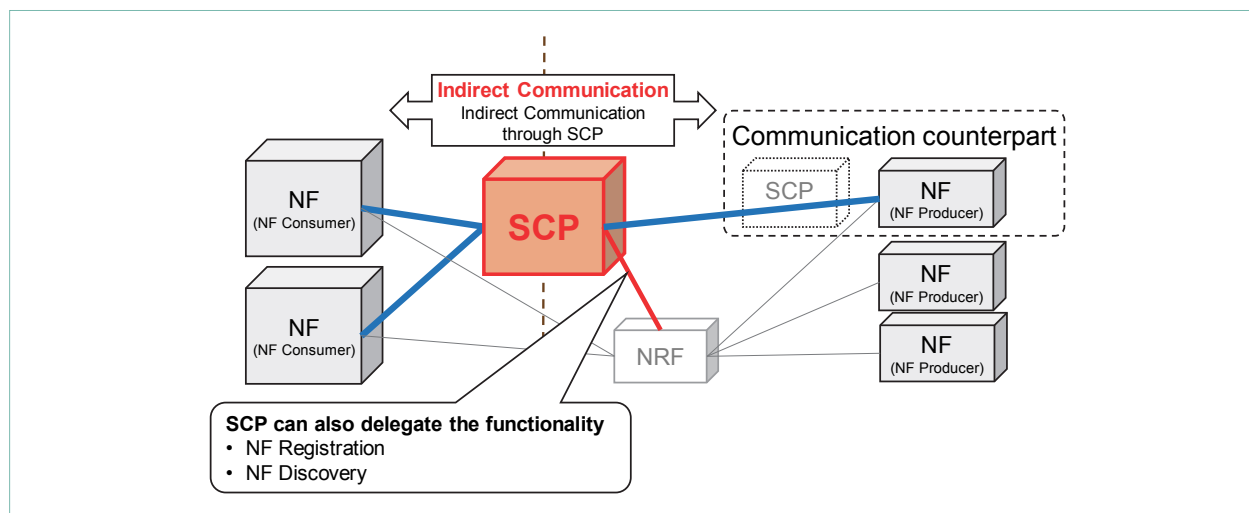 Indirect Communication
Indirect Communication
through SCP
Communication counterpart
NF
(NF Consumer)
SCP
SCP
NF
(NF Producer)
NF
(NF Consumer)
NF
(NF Producer)
NRF
NF
(NF Producer)
SCP can also delegate the functionality
• NF Registration
• NF Discovery